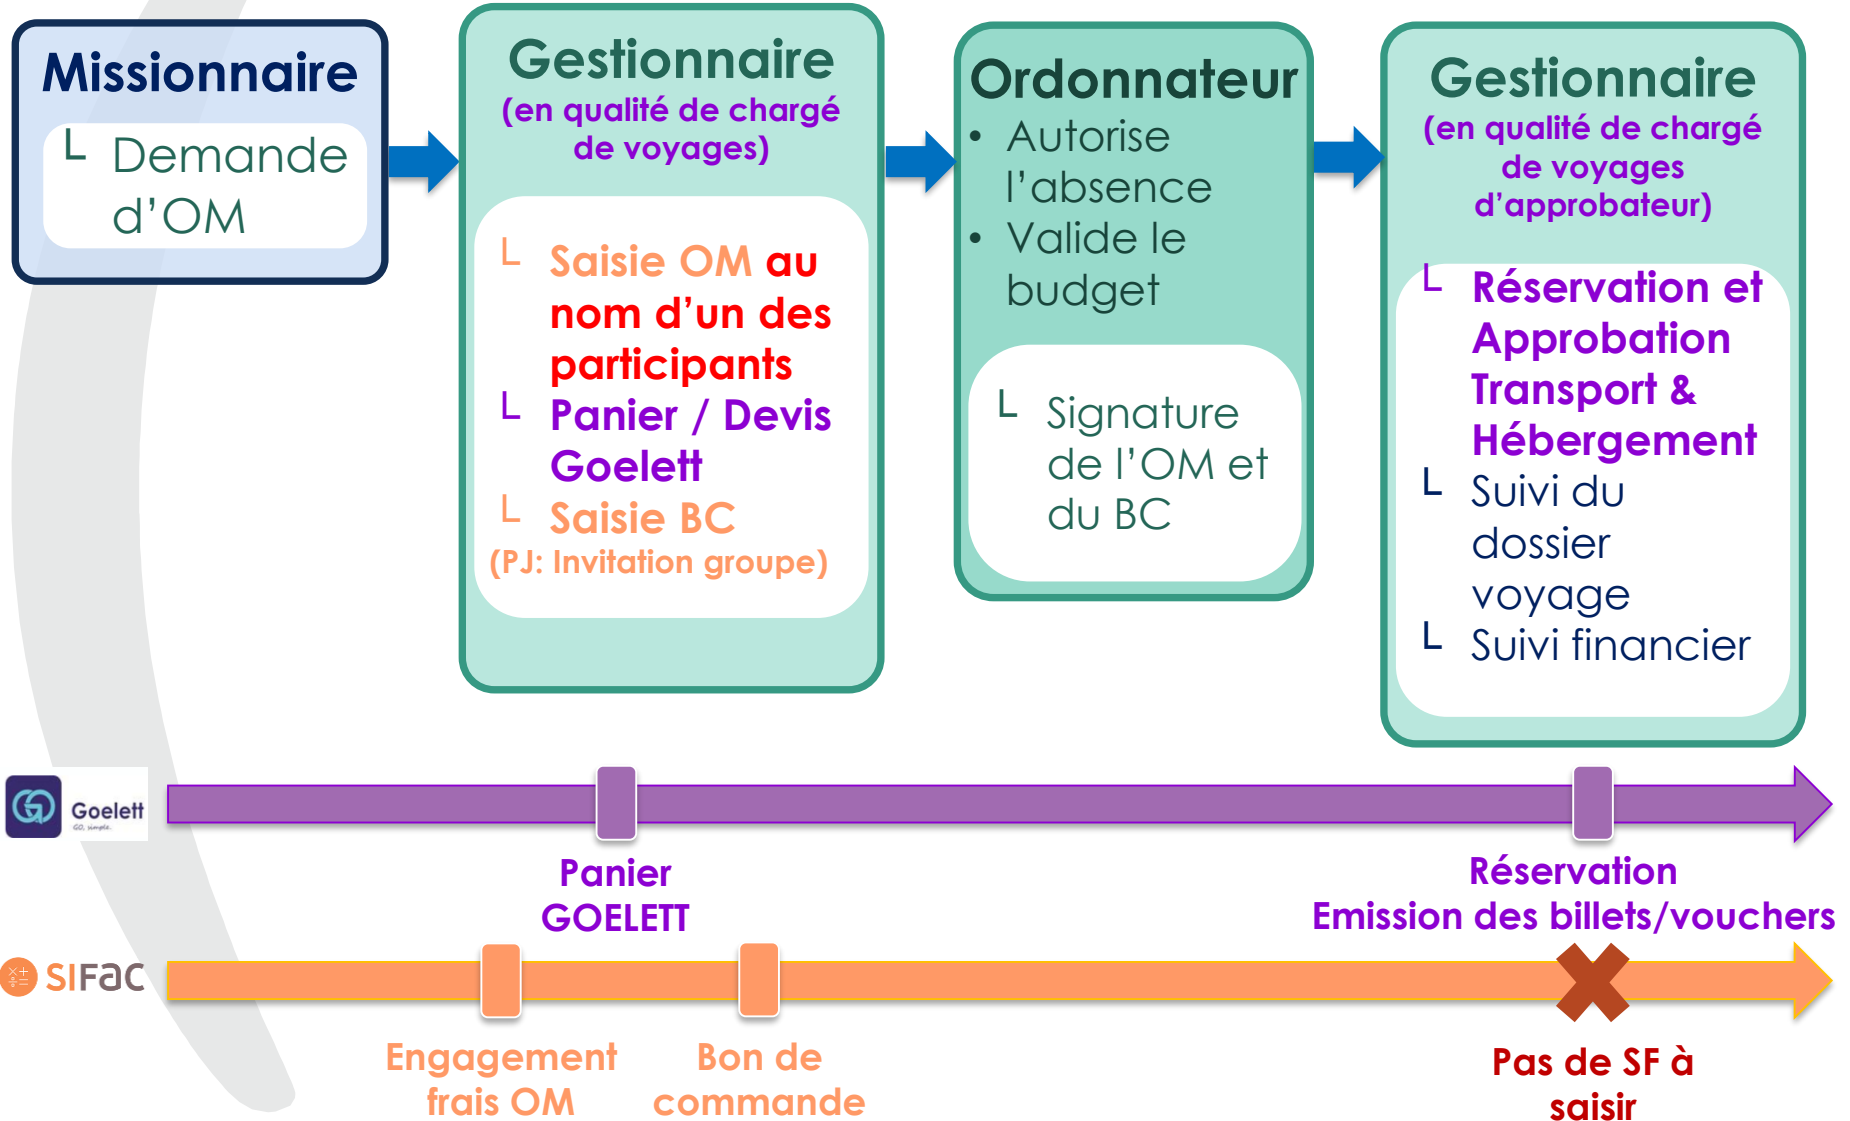 Missionnaire
└ Demande
d'OM
Gestionnaire
(en qualité de chargé
de voyages)
└ Saisie OM au
nom d'un des
participants
└ Panier / Devis
Goelett
└ Saisie BC
(PJ: Invitation groupe)
Ordonnateur
• Autorise
l'absence
• Valide le
budget
└ Signature
de l'OM et
du BC
Gestionnaire
(en qualité de chargé
de voyages
d'approbateur)
└ Réservation et
Approbation
Transport &
Hébergement
└ Suivi du
dossier
voyage
└ Suivi financier
Goelett
GO, simple.
Panier
GOELETT
Réservation
Emission des billets/vouchers
SIFAC
Engagement
frais OM
Bon de
commande
Pas de SF à
saisir